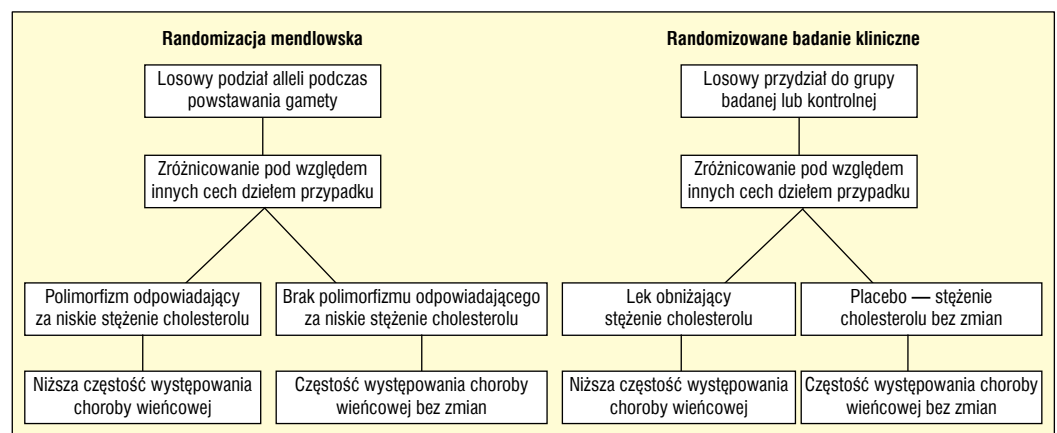 Randomizacja mendlowska
Losowy podział alleli podczas
powstawania gamety
Zróżnicowanie pod względem
innych cech dziełem przypadku
Polimorfizm odpowiadający
za niskie stężenie cholesterolu
Brak polimorfizmu odpowiadającego
za niskie stężenie cholesterolu
Niższa częstość występowania
choroby wieńcowej
Częstość występowania choroby
wieńcowej bez zmian
Randomizowane badanie kliniczne
Losowy przydział do grupy
badanej lub kontrolnej
Zróżnicowanie pod względem
innych cech dziełem przypadku
Lek obniżający
stężenie cholesterolu
Placebo — stężenie
cholesterolu bez zmian
Niższa częstość występowania
choroby wieńcowej
Częstość występowania choroby
wieńcowej bez zmian